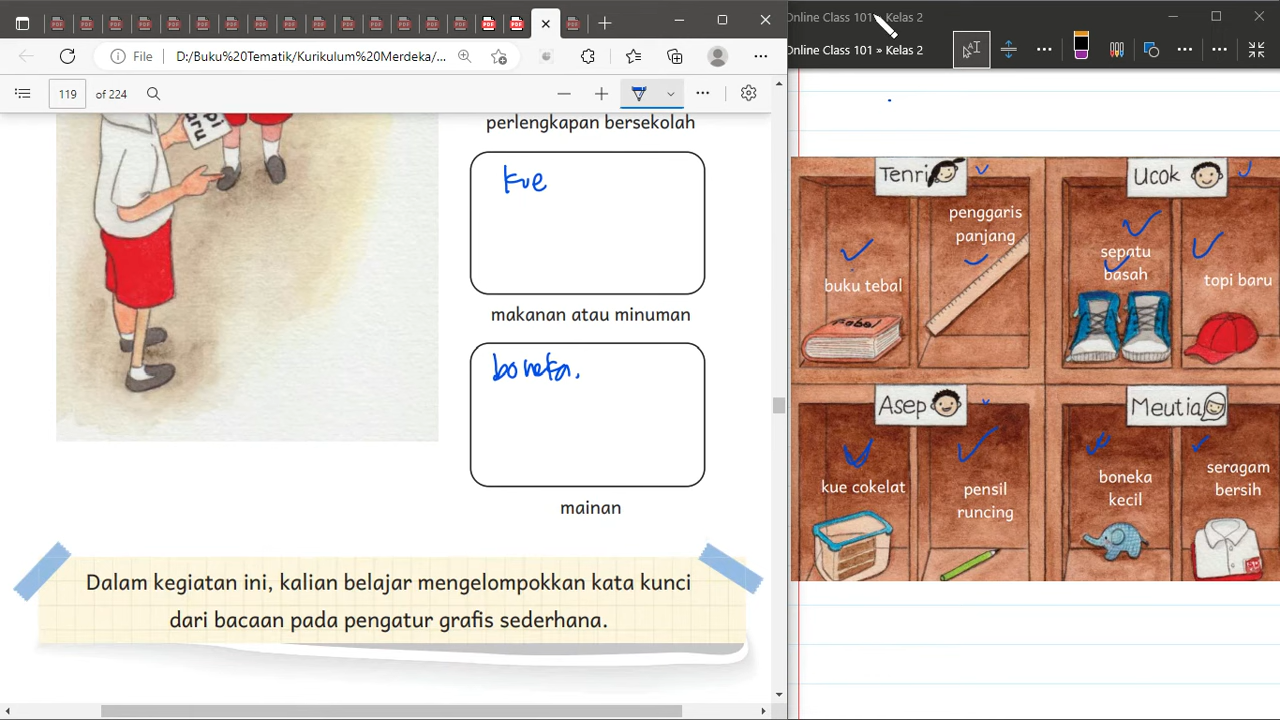 Online Class 101 » Kelas 2
File
D:/Buku%20Tematik/Kurikulum%20Merdeka/...
Online Class 101 » Kelas 2
119
of 224
perlengkapan bersekolah
kue
makanan atau minuman
boneka.
mainan
Dalam kegiatan ini, kalian belajar mengelompokkan kata kunci
dari bacaan pada pengatur grafis sederhana.
Tenri
penggaris
panjang
buku tebal
Tebal
Ucok
sepatu
basah
topi baru
Asep
kue cokelat
pensil
runcing
Meutia
boneka
kecil
seragam
bersih